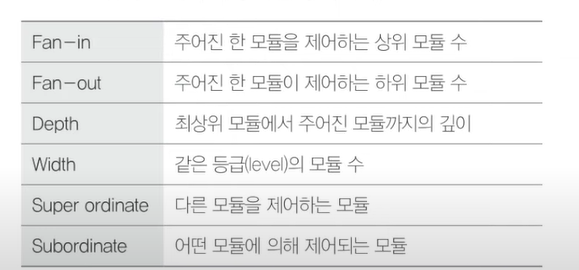 Fan-in 주어진 한 모듈을 제어하는 상위 모듈 수
Fan-out 주어진 한 모듈이 제어하는 하위 모듈 수
Depth 최상위 모듈에서 주어진 모듈까지의 깊이
Width 같은 등급(level)의 모듈 수
Super ordinate 다른 모듈을 제어하는 모듈
Subordinate 어떤 모듈에 의해 제어되는 모듈